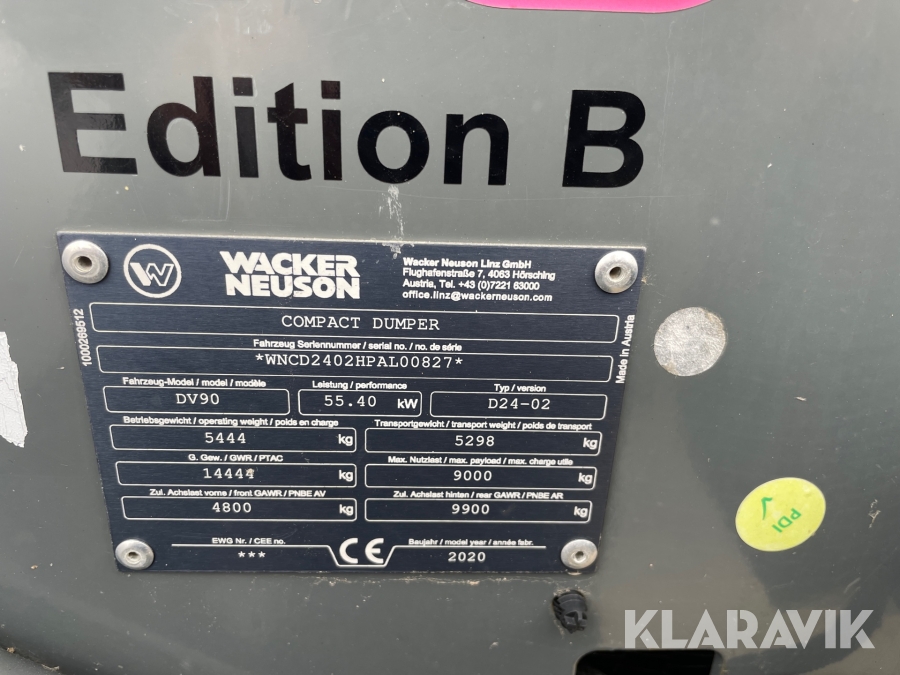 Edition B
W
WACKER
NEUSON
Wacker Neuson Linz GmbH
Flughafenstraße 7, 4063 Hörsching
Austria, Tel. +43 (0)7221 63000
office.linz@wackerneuson.com
1000269512
COMPACT DUMPER
Made in Austria
Fahrzeug Seriennummer / serial no. / no. de série
*WNCD2402HPAL00827*
Fahrzeug-Model / model / modèle
DV90
Leistung / performance
55.40 kW
Typ / version
D24-02
Betriebsgewicht / operating weight / poids en charge
5444 kg
Transportgewicht / transport weight / poids de transport
5298 kg
G. Gew. / GWR / PTAC
14444 kg
Max. Nutzlast / max. payload / max. charge utile
9000 kg
Zul. Achslast vorne / front GAWR / PNBE AV
4800 kg
Zul. Achslast hinten / rear GAWR / PNBE AR
9900 kg
EWG Nr. / CEE no.
***
CE
Baujahr / model year / année fabr.
2020
PDI
KLARAVIK